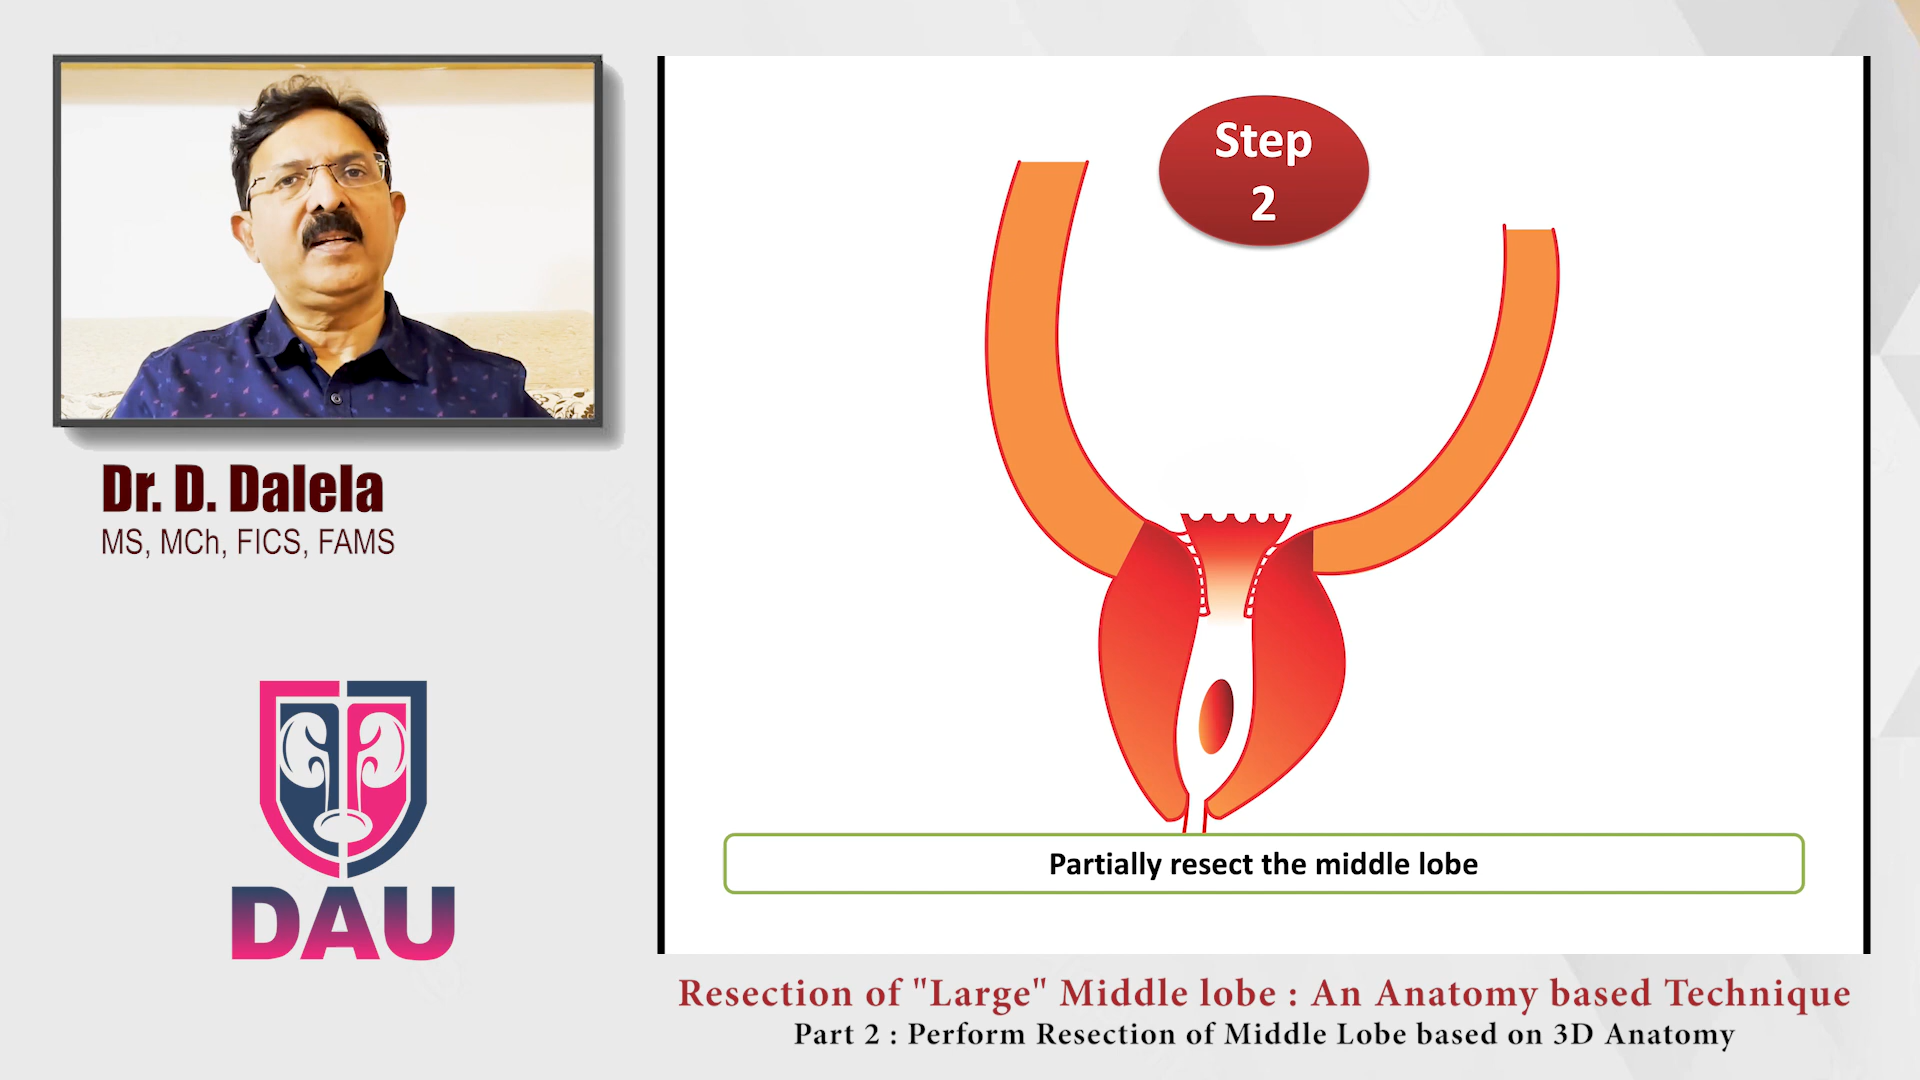 Step
2
Dr. D. Dalela
MS, MCh, FICS, FAMS
DAU
Partially resect the middle lobe
Resection of "Large" Middle lobe : An Anatomy based Technique
Part 2 : Perform Resection of Middle Lobe based on 3D Anatomy